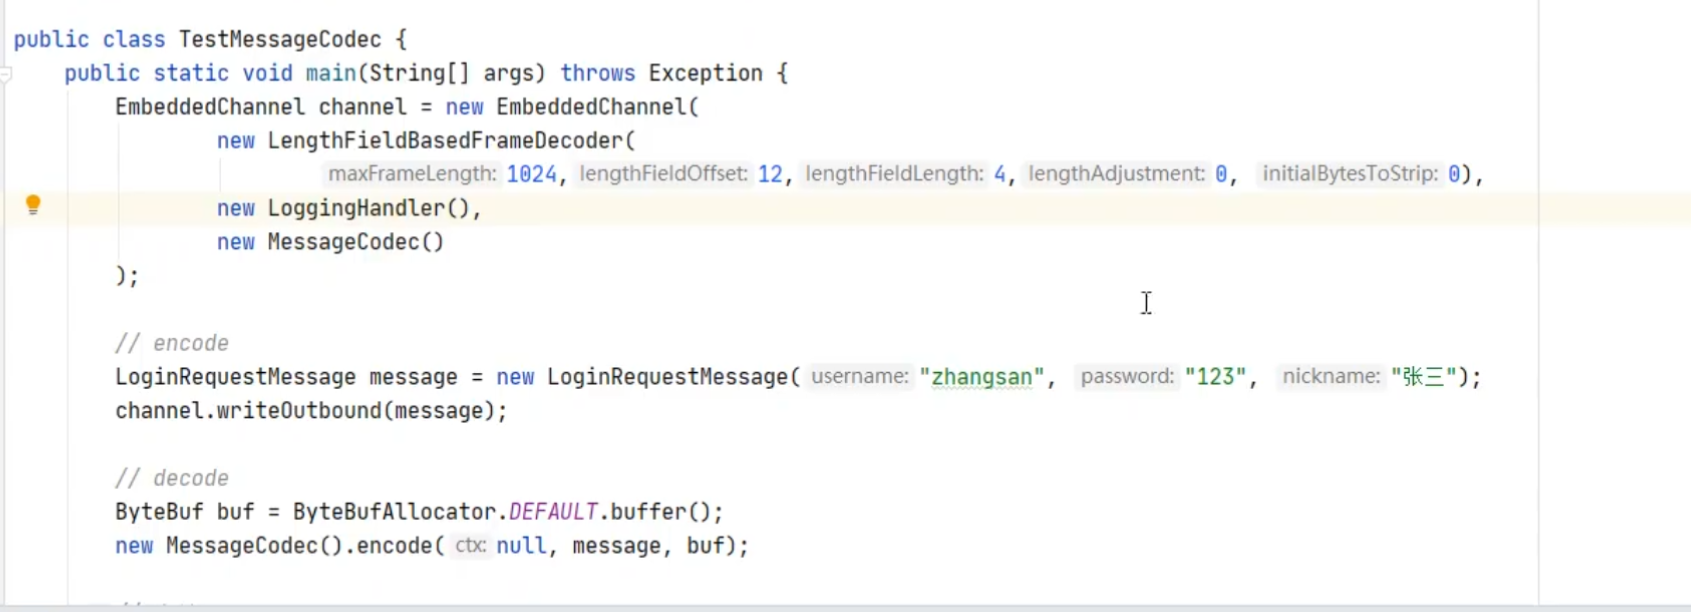 public class TestMessageCodec {
public static void main(String[] args) throws Exception {
EmbeddedChannel channel = new EmbeddedChannel(
new LengthFieldBasedFrameDecoder(
maxFrameLength: 1024, lengthFieldOffset: 12, lengthFieldLength: 4, lengthAdjustment: 0, initialBytesToStrip: 0),
new LoggingHandler(),
new MessageCodec()
);
// encode
LoginRequestMessage message = new LoginRequestMessage( username: "zhangsan", password: "123", nickname: "张三");
channel.writeOutbound(message);
// decode
ByteBuf buf = ByteBufAllocator.DEFAULT.buffer();
new MessageCodec().encode( ctx: null, message, buf);